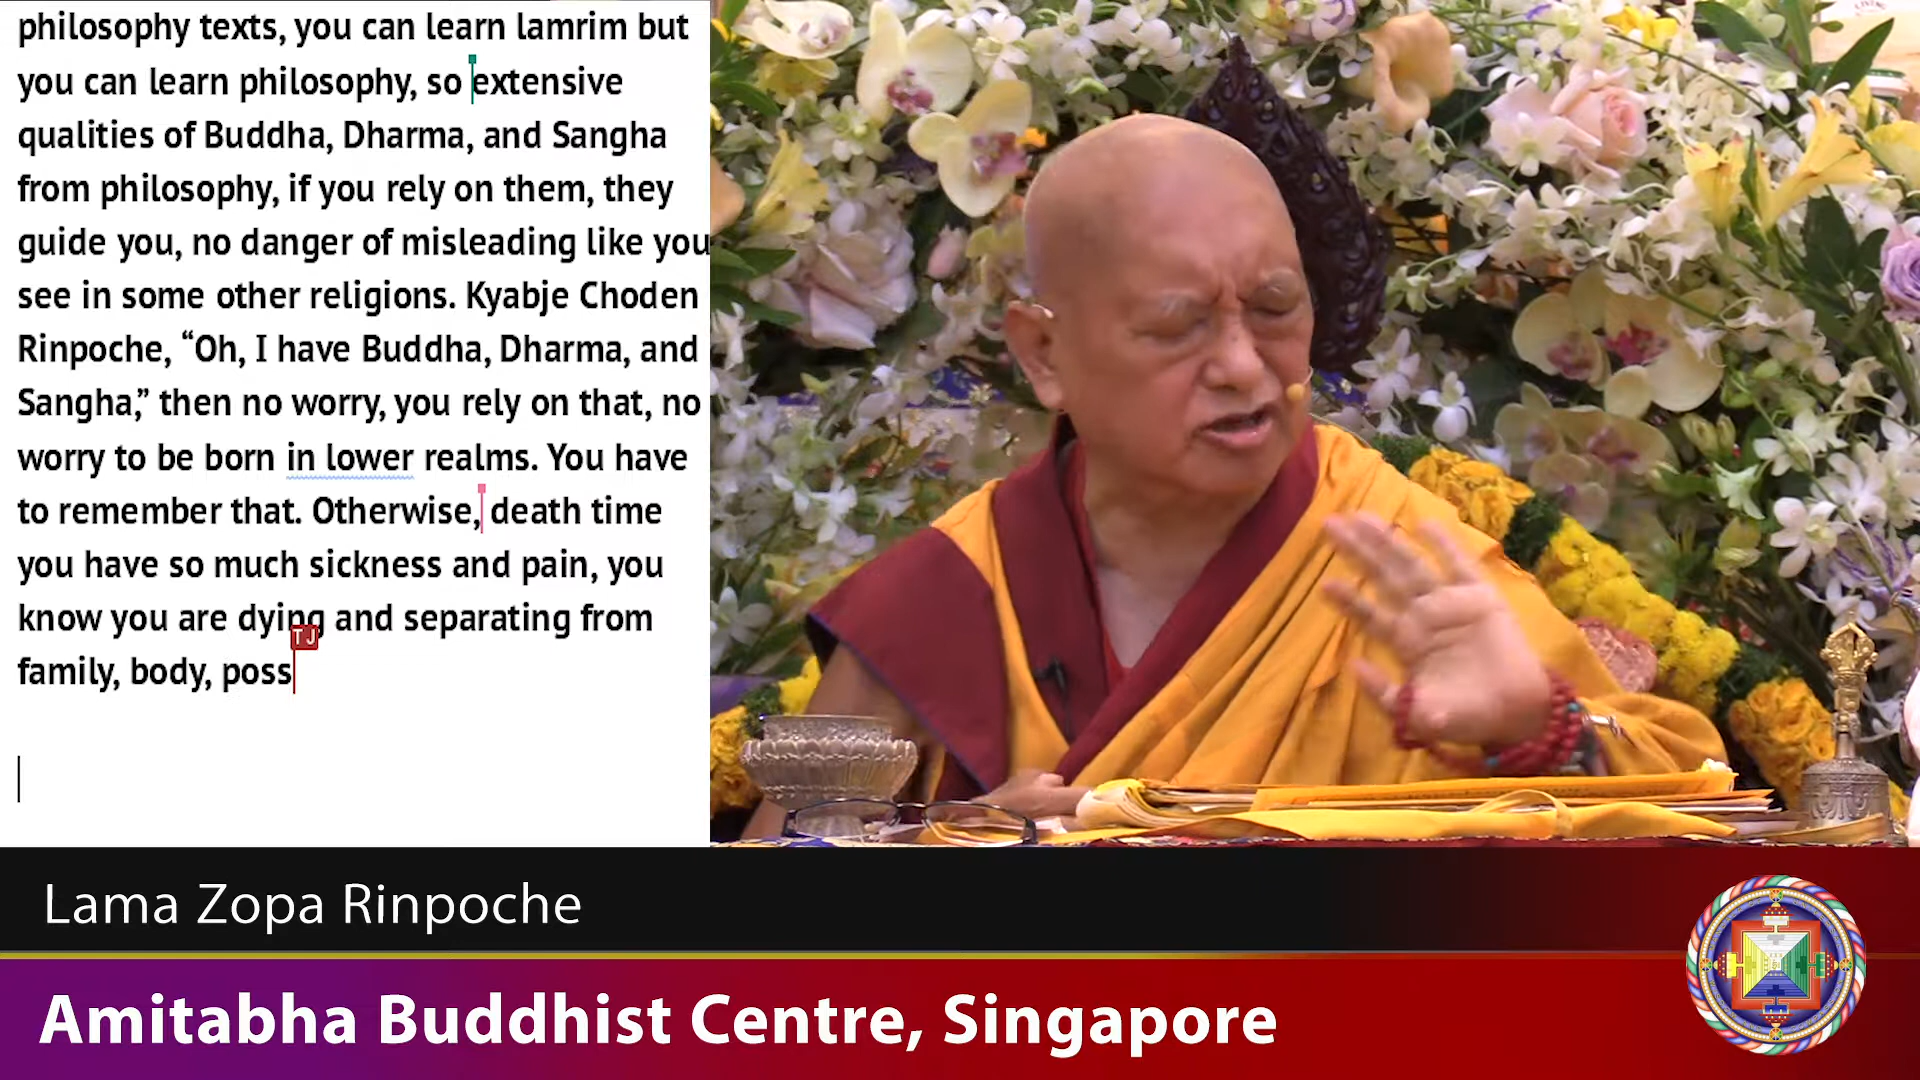 philosophy texts, you can learn lamrim but
you can learn philosophy, so extensive
qualities of Buddha, Dharma, and Sangha
from philosophy, if you rely on them, they
guide you, no danger of misleading like you
see in some other religions. Kyabje Choden
Rinpoche, “Oh, I have Buddha, Dharma, and
Sangha,” then no worry, you rely on that, no
worry to be born in lower realms. You have
to remember that. Otherwise, death time
you have so much sickness and pain, you
know you are dying and separating from
TJ
family, body, poss
Lama Zopa Rinpoche
Amitabha Buddhist Centre, Singapore